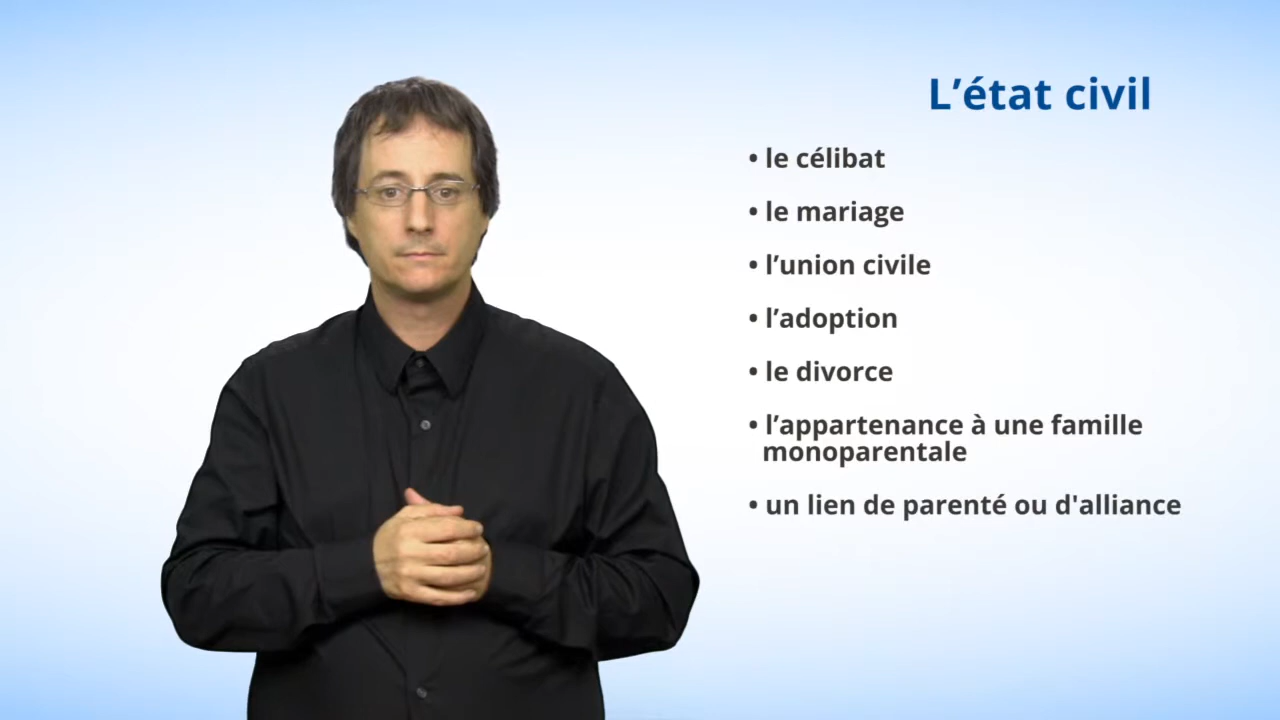 L’état civil
• le célibat
• le mariage
• l’union civile
• l’adoption
• le divorce
• l’appartenance à une famille
monoparentale
• un lien de parenté ou d'alliance